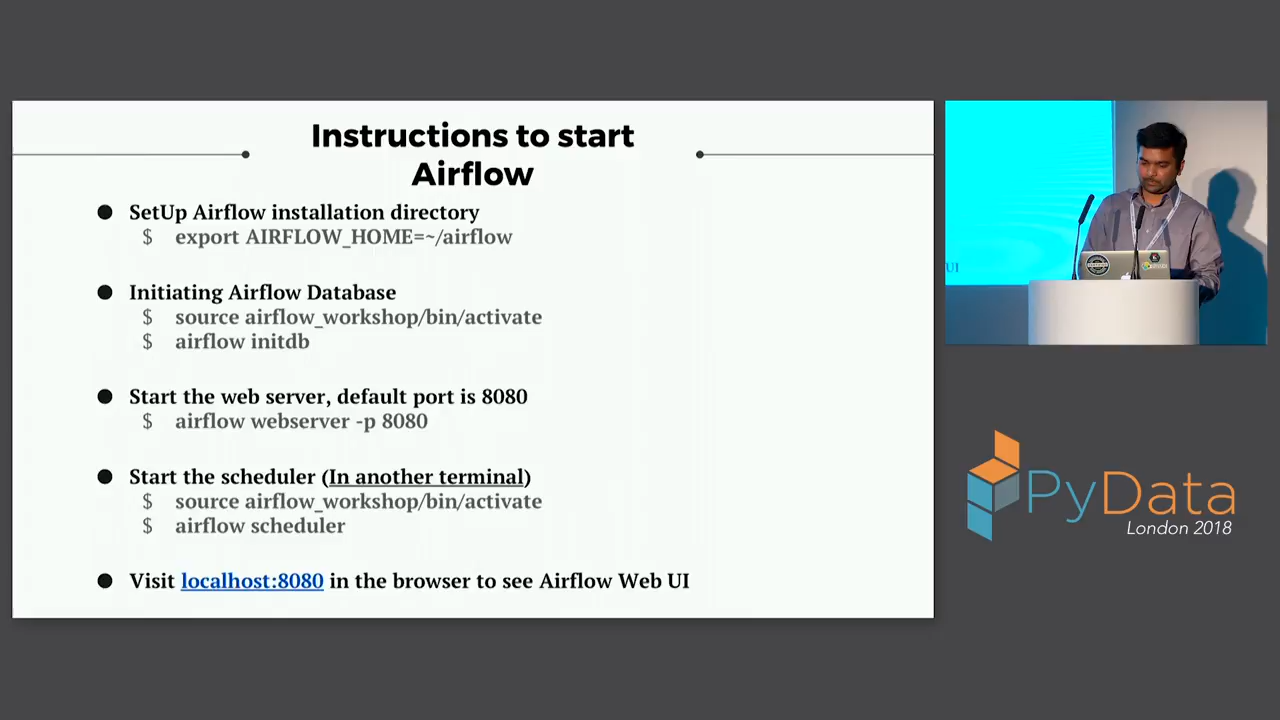 Instructions to start
Airflow
● SetUp Airflow installation directory
$ export AIRFLOW_HOME=~/airflow
● Initiating Airflow Database
$ source airflow_workshop/bin/activate
$ airflow initdb
● Start the web server, default port is 8080
$ airflow webserver -p 8080
● Start the scheduler (In another terminal)
$ source airflow_workshop/bin/activate
$ airflow scheduler
● Visit localhost:8080 in the browser to see Airflow Web UI
UI
PyData
London 2018